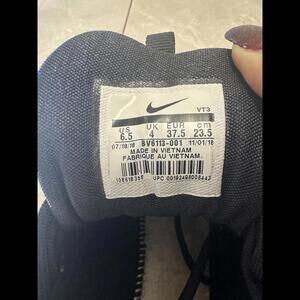 VT3
US UK EUR cm
6.5 4 37.5 23.5
07/18/18 BV6113-001 11/01/18
MADE IN VIETNAM
FABRIQUE AU VIETNAM.
UPC